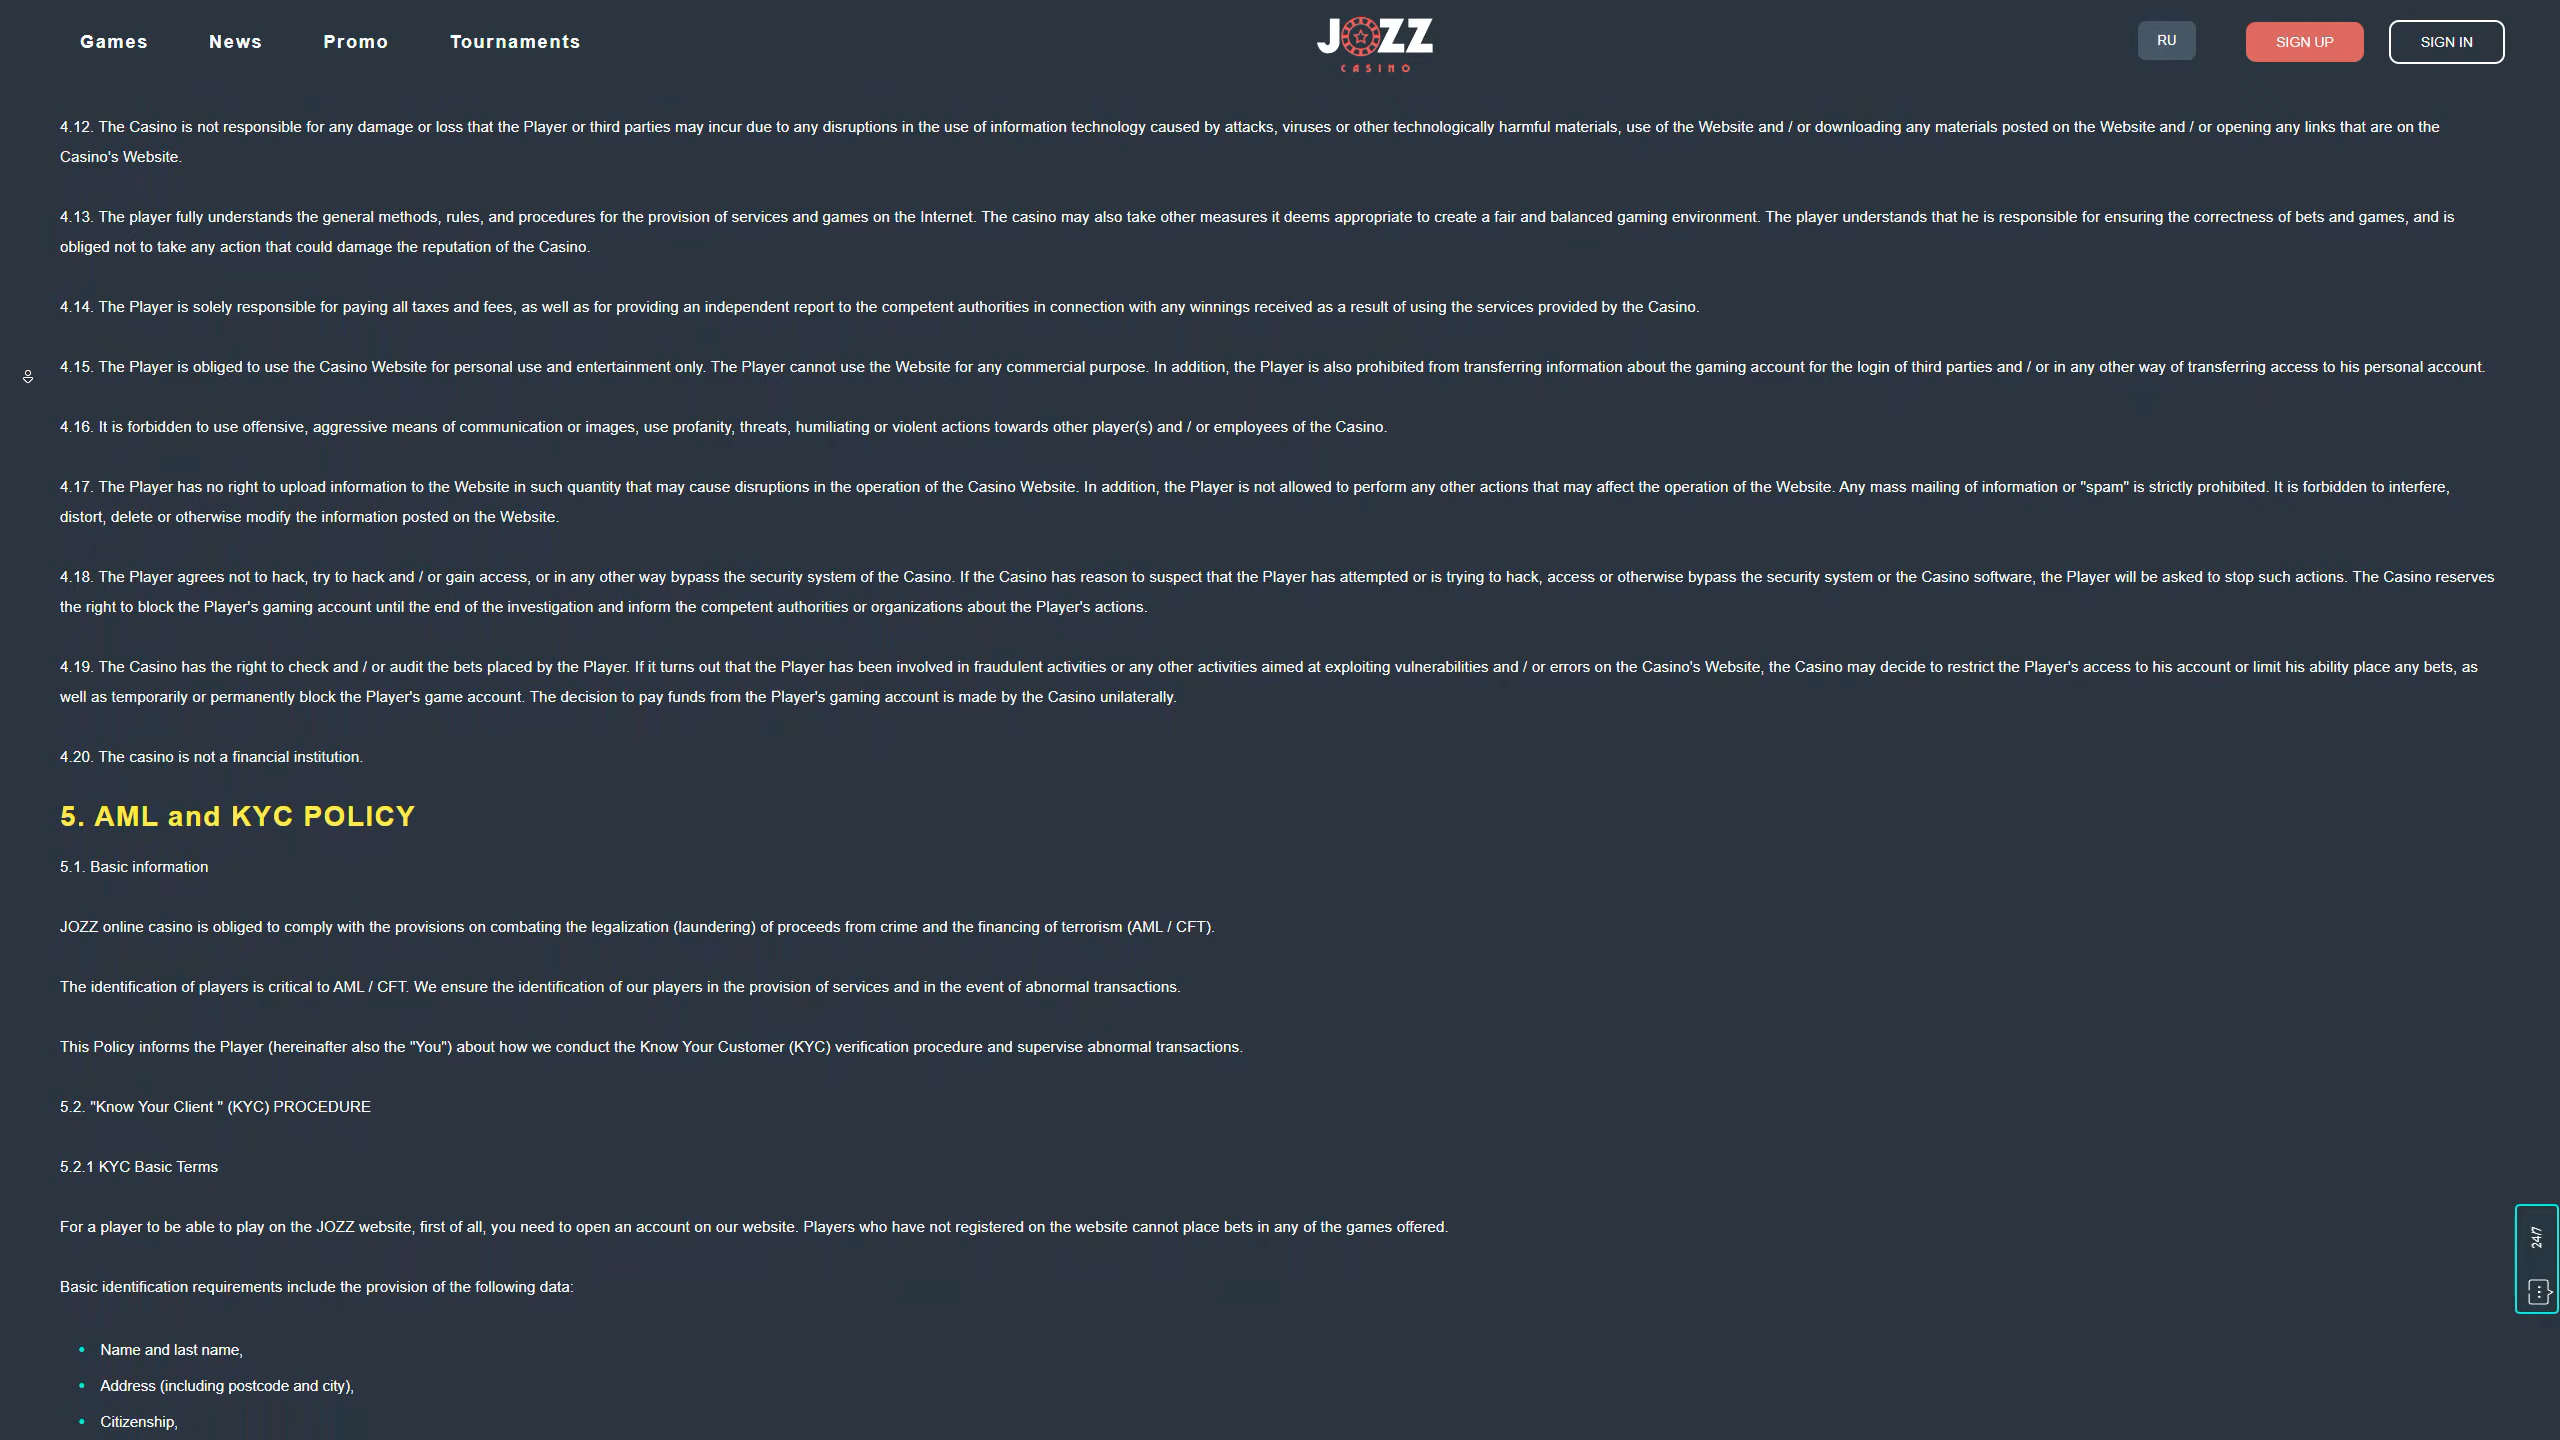 Games News Promo Tournaments JOZZ RU SIGN UP SIGN IN
CASINO
4.12. The Casino is not responsible for any damage or loss that the Player or third parties may incur due to any disruptions in the use of information technology caused by attacks, viruses or other technologically harmful materials, use of the Website and / or downloading any materials posted on the Website and / or opening any links that are on the
Casino's Website.
4.13. The player fully understands the general methods, rules, and procedures for the provision of services and games on the Internet. The casino may also take other measures it deems appropriate to create a fair and balanced gaming environment. The player understands that he is responsible for ensuring the correctness of bets and games, and is
obliged not to take any action that could damage the reputation of the Casino.
4.14. The Player is solely responsible for paying all taxes and fees, as well as for providing an independent report to the competent authorities in connection with any winnings received as a result of using the services provided by the Casino.
4.15. The Player is obliged to use the Casino Website for personal use and entertainment only. The Player cannot use the Website for any commercial purpose. In addition, the Player is also prohibited from transferring information about the gaming account for the login of third parties and / or in any other way of transferring access to his personal account.
4.16. It is forbidden to use offensive, aggressive means of communication or images, use profanity, threats, humiliating or violent actions towards other player(s) and / or employees of the Casino.
4.17. The Player has no right to upload information to the Website in such quantity that may cause disruptions in the operation of the Casino Website. In addition, the Player is not allowed to perform any other actions that may affect the operation of the Website. Any mass mailing of information or "spam" is strictly prohibited. It is forbidden to interfere,
distort, delete or otherwise modify the information posted on the Website.
4.18. The Player agrees not to hack, try to hack and / or gain access, or in any other way bypass the security system of the Casino. If the Casino has reason to suspect that the Player has attempted or is trying to hack, access or otherwise bypass the security system or the Casino software, the Player will be asked to stop such actions. The Casino reserves
the right to block the Player's gaming account until the end of the investigation and inform the competent authorities or organizations about the Player's actions.
4.19. The Casino has the right to check and / or audit the bets placed by the Player. If it turns out that the Player has been involved in fraudulent activities or any other activities aimed at exploiting vulnerabilities and / or errors on the Casino's Website, the Casino may decide to restrict the Player's access to his account or limit his ability place any bets, as
well as temporarily or permanently block the Player's game account. The decision to pay funds from the Player's gaming account is made by the Casino unilaterally.
4.20. The casino is not a financial institution.
5. AML and KYC POLICY
5.1. Basic information
JOZZ online casino is obliged to comply with the provisions on combating the legalization (laundering) of proceeds from crime and the financing of terrorism (AML / CFT).
The identification of players is critical to AML / CFT. We ensure the identification of our players in the provision of services and in the event of abnormal transactions.
This Policy informs the Player (hereinafter also the "You") about how we conduct the Know Your Customer (KYC) verification procedure and supervise abnormal transactions.
5.2. "Know Your Client " (KYC) PROCEDURE
5.2.1 KYC Basic Terms
For a player to be able to play on the JOZZ website, first of all, you need to open an account on our website. Players who have not registered on the website cannot place bets in any of the games offered.
24/7
Basic identification requirements include the provision of the following data:
• Name and last name,
• Address (including postcode and city),
• Citizenship,